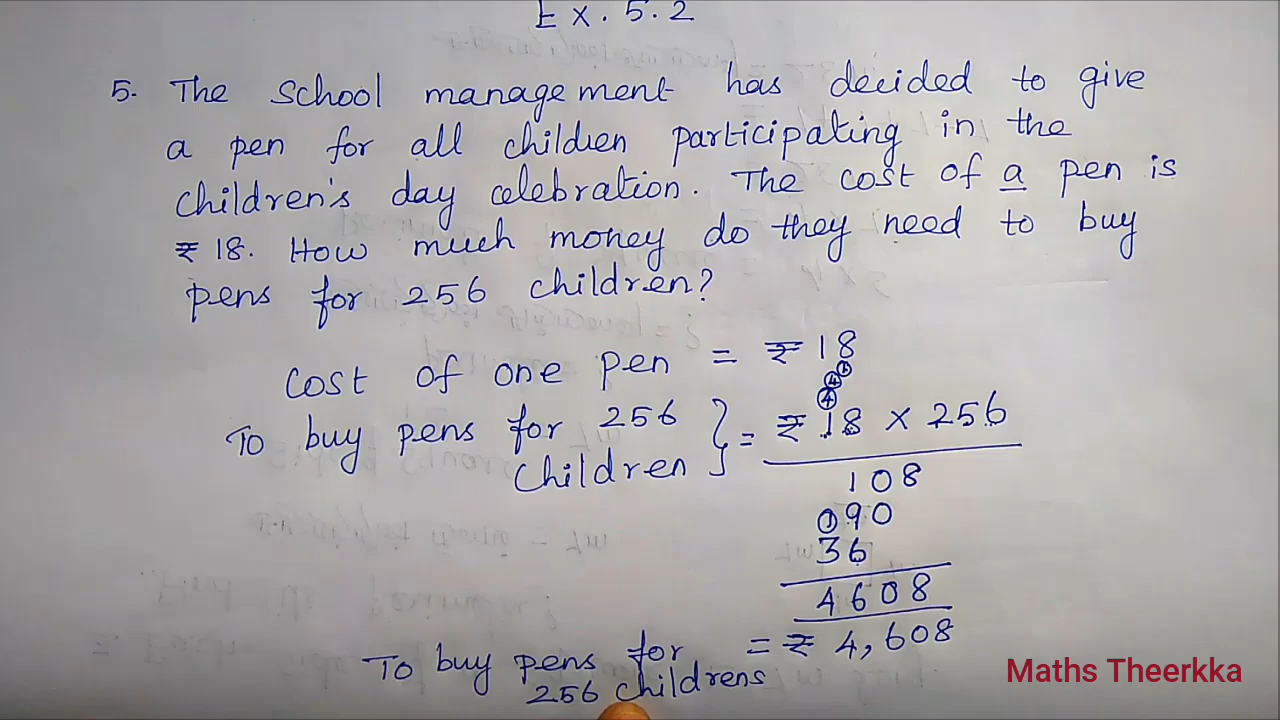 Ex. 5.2
5. The school management has decided to give
a pen for all children participating in the
children's day celebration. The cost of a pen is
₹ 18. How much money do they need to buy
pens for 256 children?
Cost of one pen = ₹ 18
To buy pens for 256 children } = ₹ 18 × 256
108
090
36
4608
To buy pens for 256 childrens = ₹ 4,608
Maths Theerkka